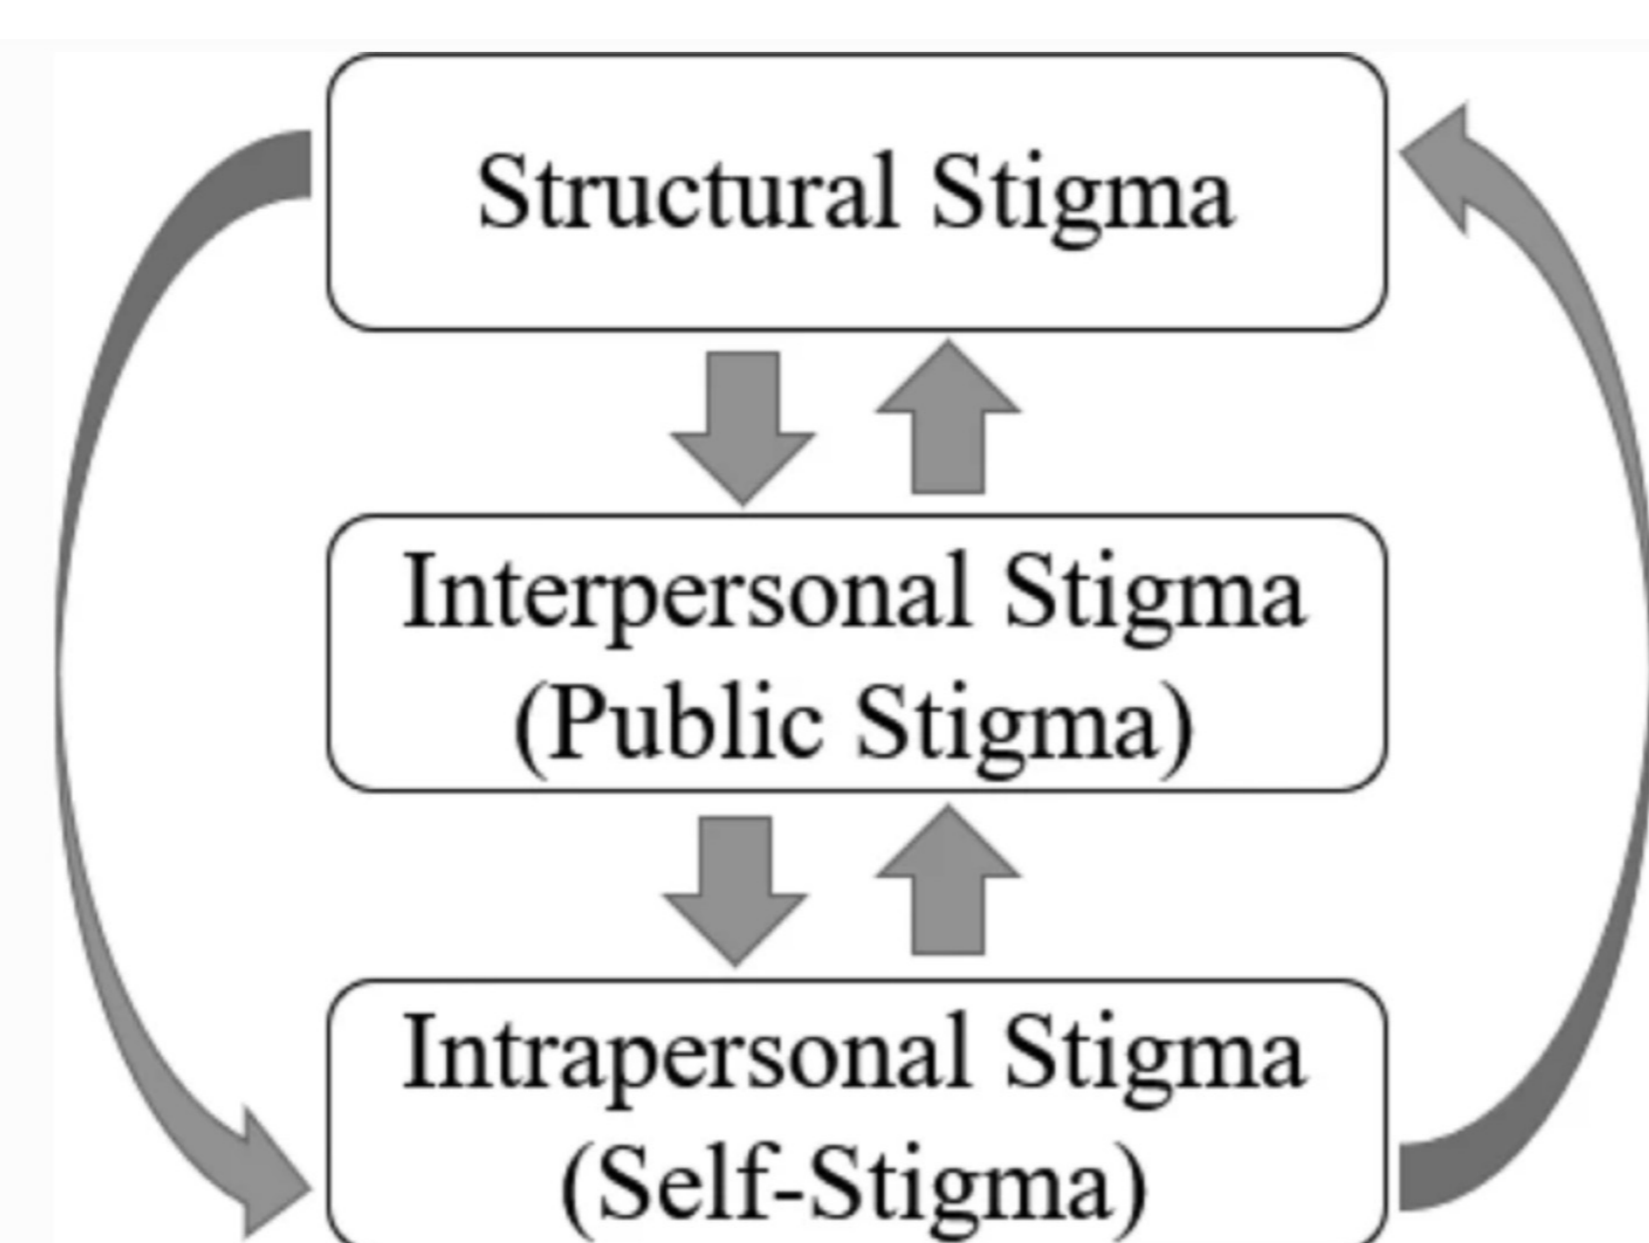 Structural Stigma
Interpersonal Stigma
(Public Stigma)
Intrapersonal Stigma
(Self-Stigma)